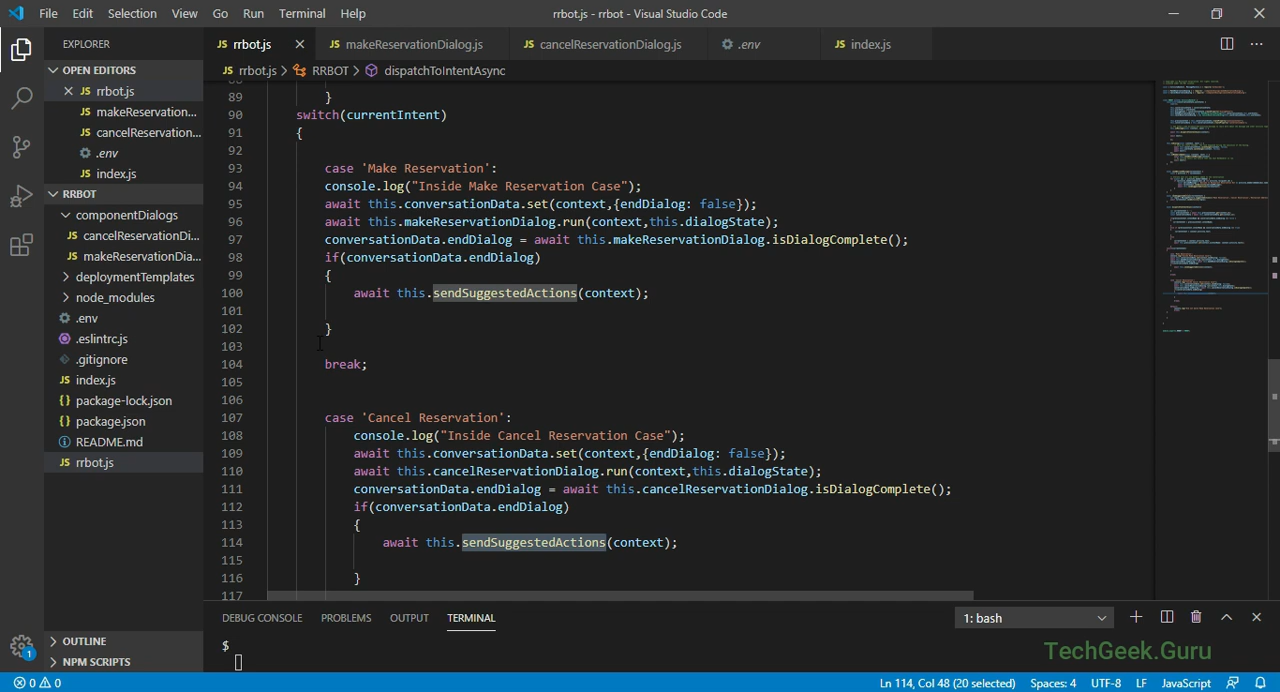 File Edit Selection View Go Run Terminal Help rrbot.js - rrbot - Visual Studio Code
EXPLORER
JS rrbot.js JS makeReservationDialog.js JS cancelReservationDialog.js .env JS index.js
OPEN EDITORS
JS rrbot.js
JS makeReservation...
JS cancelReservation...
.env
JS index.js
RRBOT
componentDialogs
JS cancelReservationDi...
JS makeReservationDia...
deploymentTemplates
node_modules
.env
.eslintrc.js
.gitignore
JS index.js
{} package-lock.json
{} package.json
README.md
JS rrbot.js
OUTLINE
NPM SCRIPTS
JS rrbot.js > RRBOT > dispatchToIntentAsync
89 }
90 switch(currentIntent)
91 {
92
93 case 'Make Reservation':
94 console.log("Inside Make Reservation Case");
95 await this.conversationData.set(context,{endDialog: false});
96 await this.makeReservationDialog.run(context,this.dialogState);
97 conversationData.endDialog = await this.makeReservationDialog.isDialogComplete();
98 if(conversationData.endDialog)
99 {
100 await this.sendSuggestedActions(context);
101
102 }
103
104 break;
105
106
107 case 'Cancel Reservation':
108 console.log("Inside Cancel Reservation Case");
109 await this.conversationData.set(context,{endDialog: false});
110 await this.cancelReservationDialog.run(context,this.dialogState);
111 conversationData.endDialog = await this.cancelReservationDialog.isDialogComplete();
112 if(conversationData.endDialog)
113 {
114 await this.sendSuggestedActions(context);
115
116 }
117
DEBUG CONSOLE PROBLEMS OUTPUT TERMINAL 1: bash
$
TechGeek.Guru
1
0 0 Ln 114, Col 48 (20 selected) Spaces: 4 UTF-8 LF JavaScript